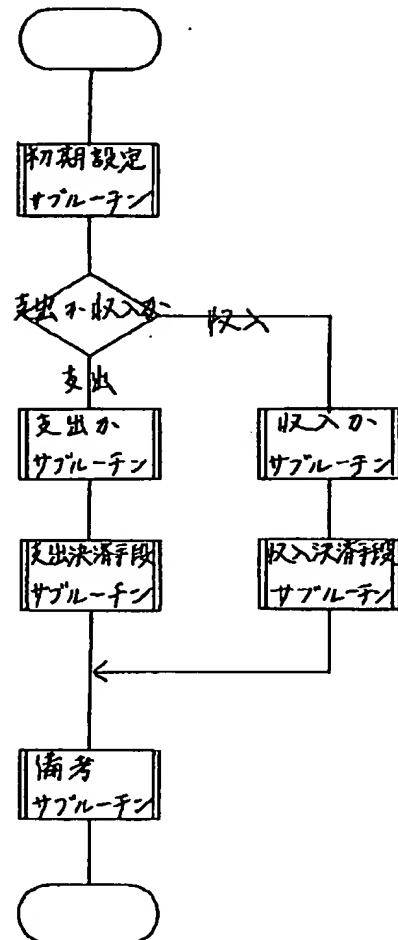 初期設定
サブルーチン
支出か収入か
収入
支出
支出か
サブルーチン
収入か
サブルーチン
支出決済手段
サブルーチン
収入決済手段
サブルーチン
備考
サブルーチン